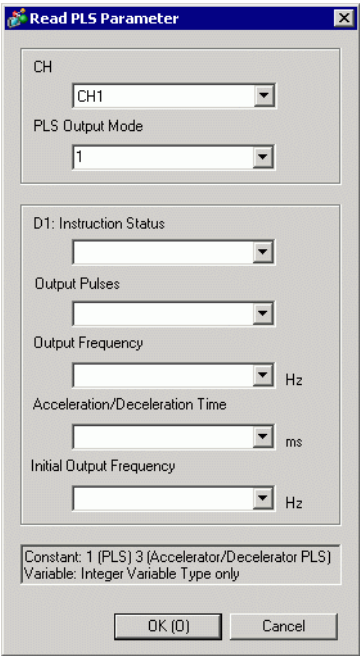 Read PLS Parameter
CH
CH1
PLS Output Mode
1
D1: Instruction Status
Output Pulses
Output Frequency
Hz
Acceleration/Deceleration Time
ms
Initial Output Frequency
Hz
Constant: 1 (PLS) 3 (Accelerator/Decelerator PLS)
Variable: Integer Variable Type only
OK (O)
Cancel